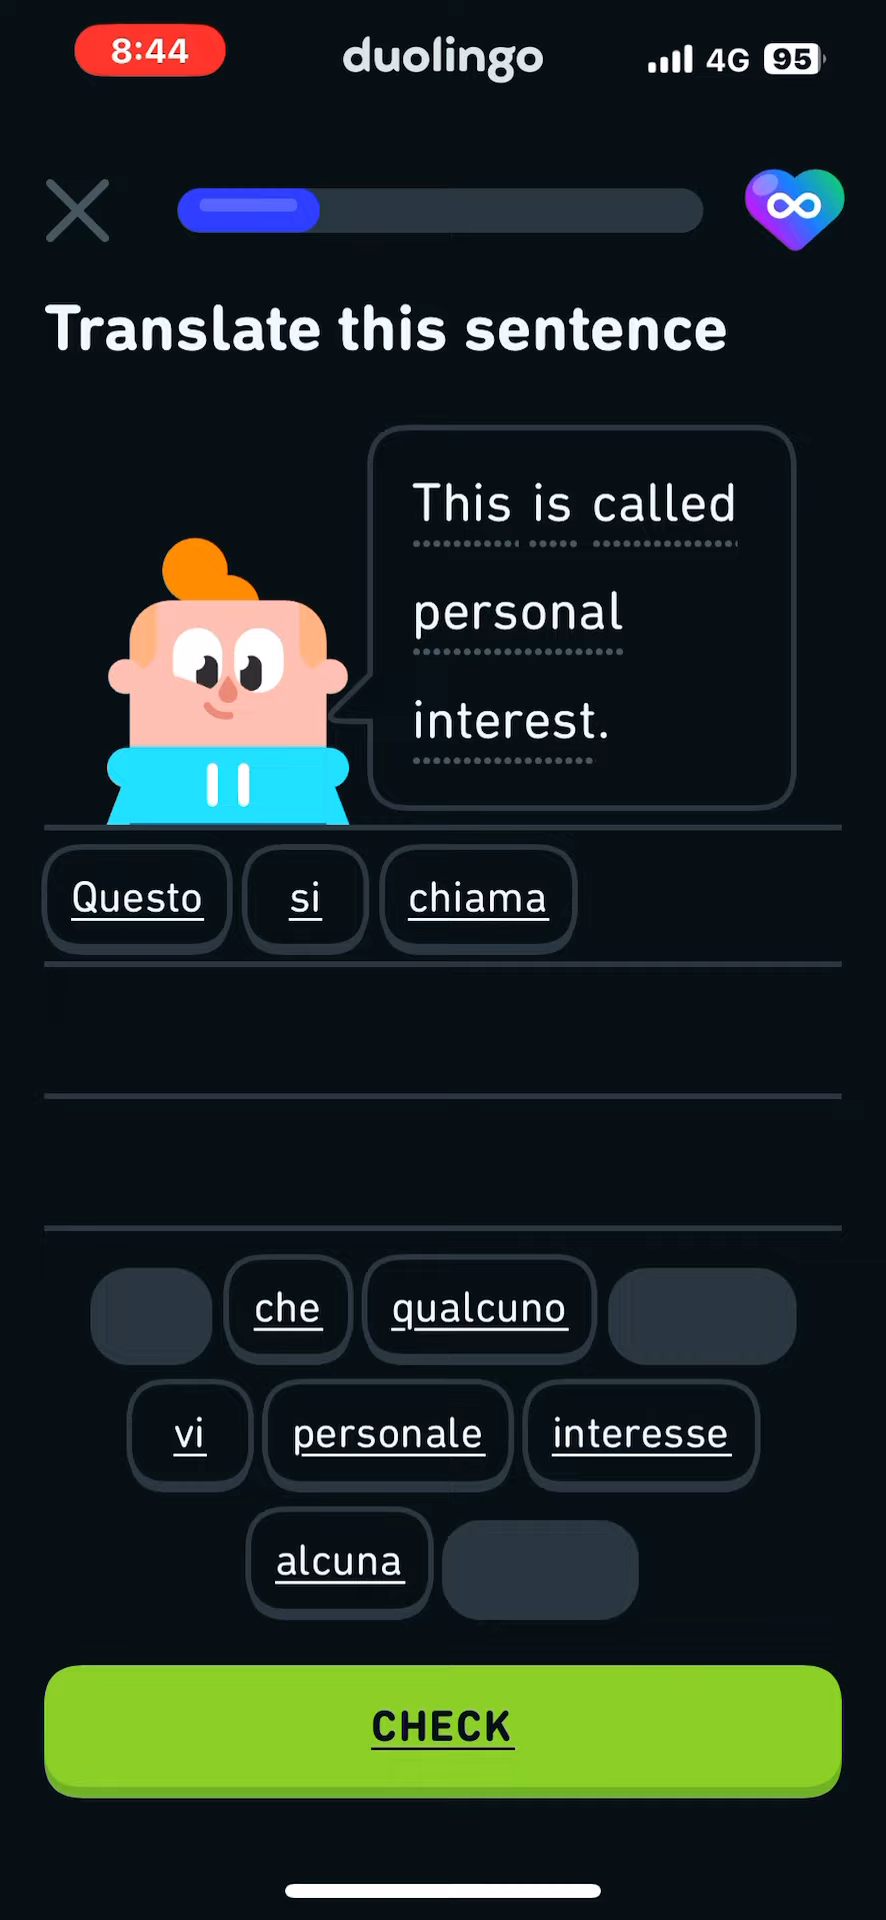 8:44 duolingo 4G 95
Translate this sentence
This is called
personal
interest.
Questo si chiama
che qualcuno
vi personale interesse
alcuna
CHECK